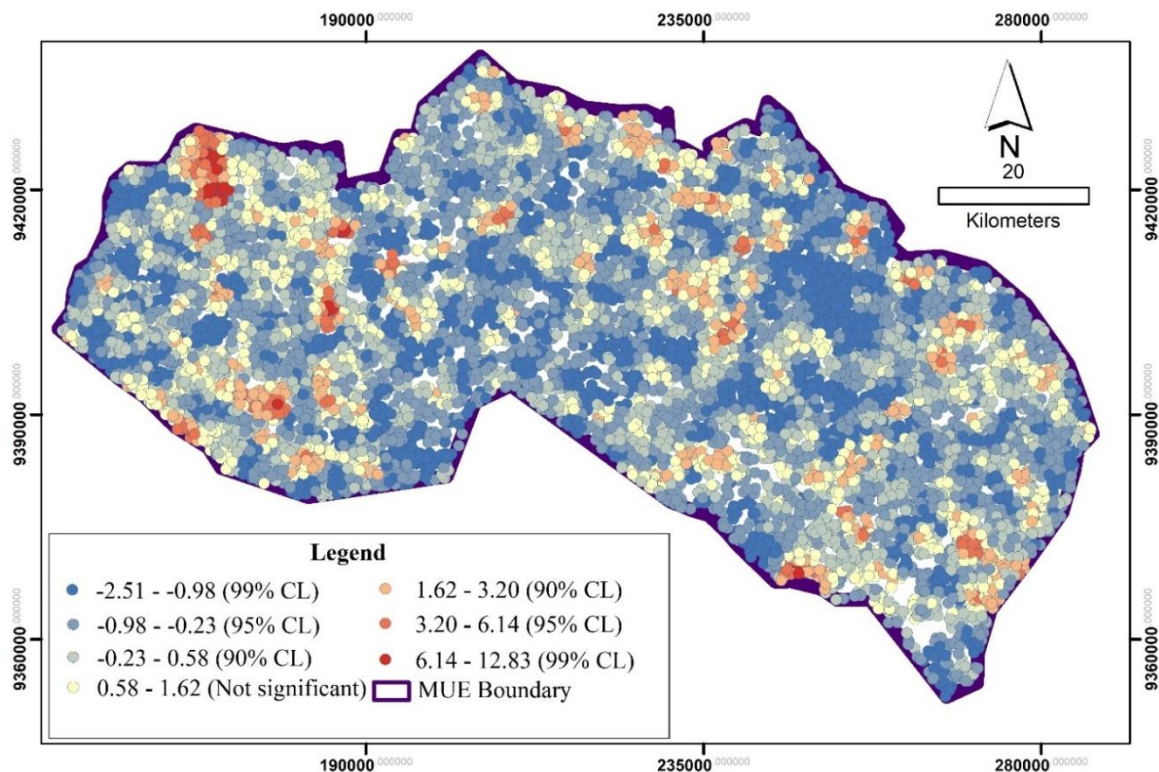 190000.000000 235000.000000 280000.000000
N
20
Kilometers
9420000.000000 9420000.000000
9390000.000000 9390000.000000
9360000.000000 9360000.000000
Legend
-2.51 - -0.98 (99% CL) 1.62 - 3.20 (90% CL)
-0.98 - -0.23 (95% CL) 3.20 - 6.14 (95% CL)
-0.23 - 0.58 (90% CL) 6.14 - 12.83 (99% CL)
0.58 - 1.62 (Not significant) MUE Boundary
190000.000000 235000.000000 280000.000000